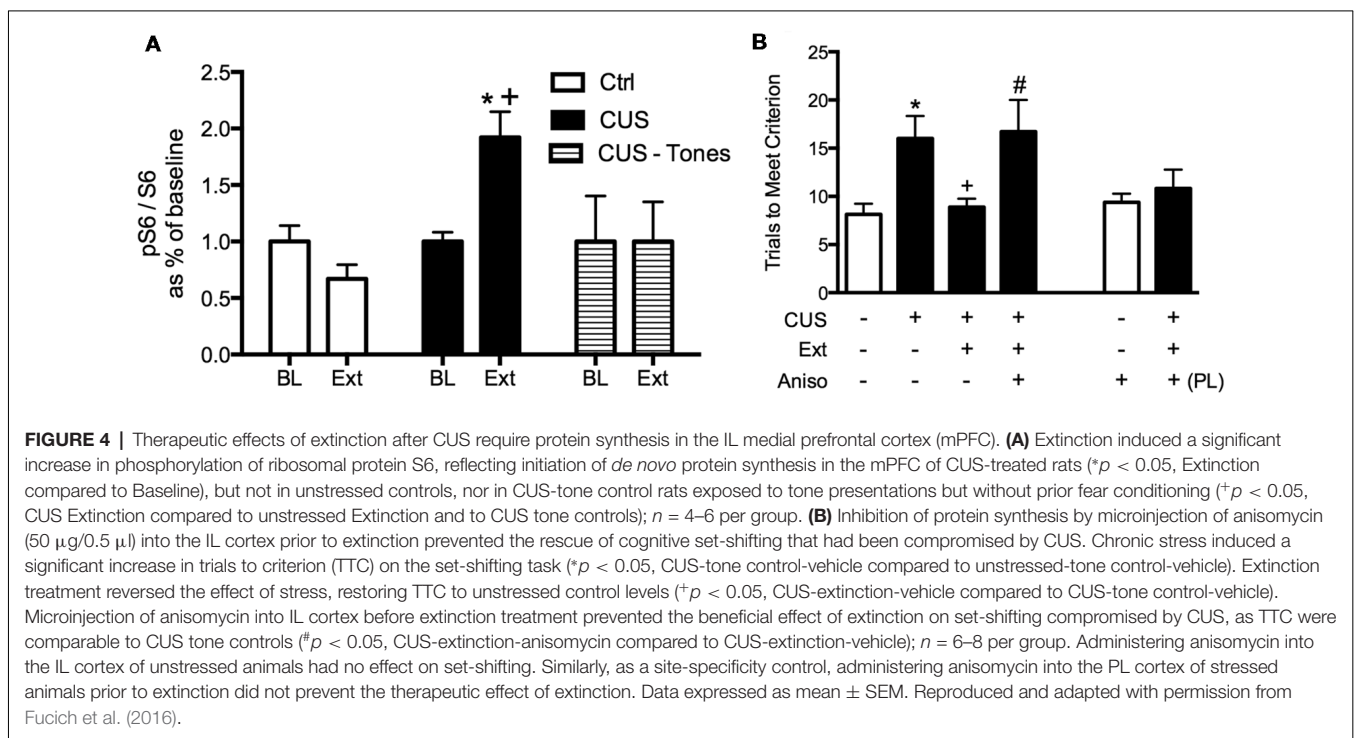 A
2.5
2.0
1.5
1.0
0.5
0.0
pS6 / S6
as % of baseline
* +
Ctrl
CUS
CUS - Tones
BL Ext BL Ext BL Ext
B
25
20
15
10
5
0
Trials to Meet Criterion
* + #
CUS - + + + - +
Ext - - + + - +
Aniso - - - + + + (PL)
FIGURE 4 | Therapeutic effects of extinction after CUS require protein synthesis in the IL medial prefrontal cortex (mPFC). (A) Extinction induced a significant
increase in phosphorylation of ribosomal protein S6, reflecting initiation of de novo protein synthesis in the mPFC of CUS-treated rats (*p < 0.05, Extinction
compared to Baseline), but not in unstressed controls, nor in CUS-tone control rats exposed to tone presentations but without prior fear conditioning (+p < 0.05,
CUS Extinction compared to unstressed Extinction and to CUS tone controls); n = 4–6 per group. (B) Inhibition of protein synthesis by microinjection of anisomycin
(50 μg/0.5 μl) into the IL cortex prior to extinction prevented the rescue of cognitive set-shifting that had been compromised by CUS. Chronic stress induced a
significant increase in trials to criterion (TTC) on the set-shifting task (*p < 0.05, CUS-tone control-vehicle compared to unstressed-tone control-vehicle). Extinction
treatment reversed the effect of stress, restoring TTC to unstressed control levels (+p < 0.05, CUS-extinction-vehicle compared to CUS-tone control-vehicle).
Microinjection of anisomycin into IL cortex before extinction treatment prevented the beneficial effect of extinction on set-shifting compromised by CUS, as TTC were
comparable to CUS tone controls (#p < 0.05, CUS-extinction-anisomycin compared to CUS-extinction-vehicle); n = 6–8 per group. Administering anisomycin into
the IL cortex of unstressed animals had no effect on set-shifting. Similarly, as a site-specificity control, administering anisomycin into the PL cortex of stressed
animals prior to extinction did not prevent the therapeutic effect of extinction. Data expressed as mean ± SEM. Reproduced and adapted with permission from
Fucich et al. (2016).